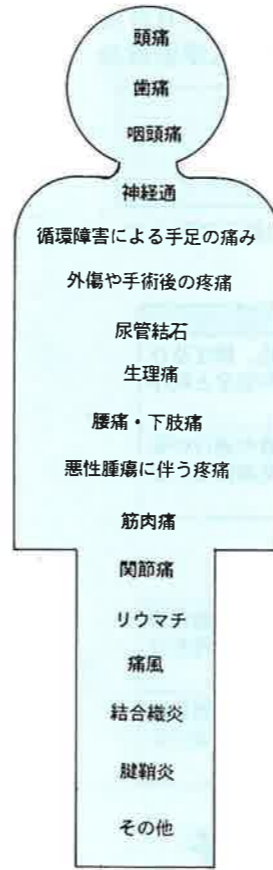 頭痛
歯痛
咽頭痛
神経通
循環障害による手足の痛み
外傷や手術後の疼痛
尿管結石
生理痛
腰痛・下肢痛
悪性腫瘍に伴う疼痛
筋肉痛
関節痛
リウマチ
痛風
結合織炎
腱鞘炎
その他